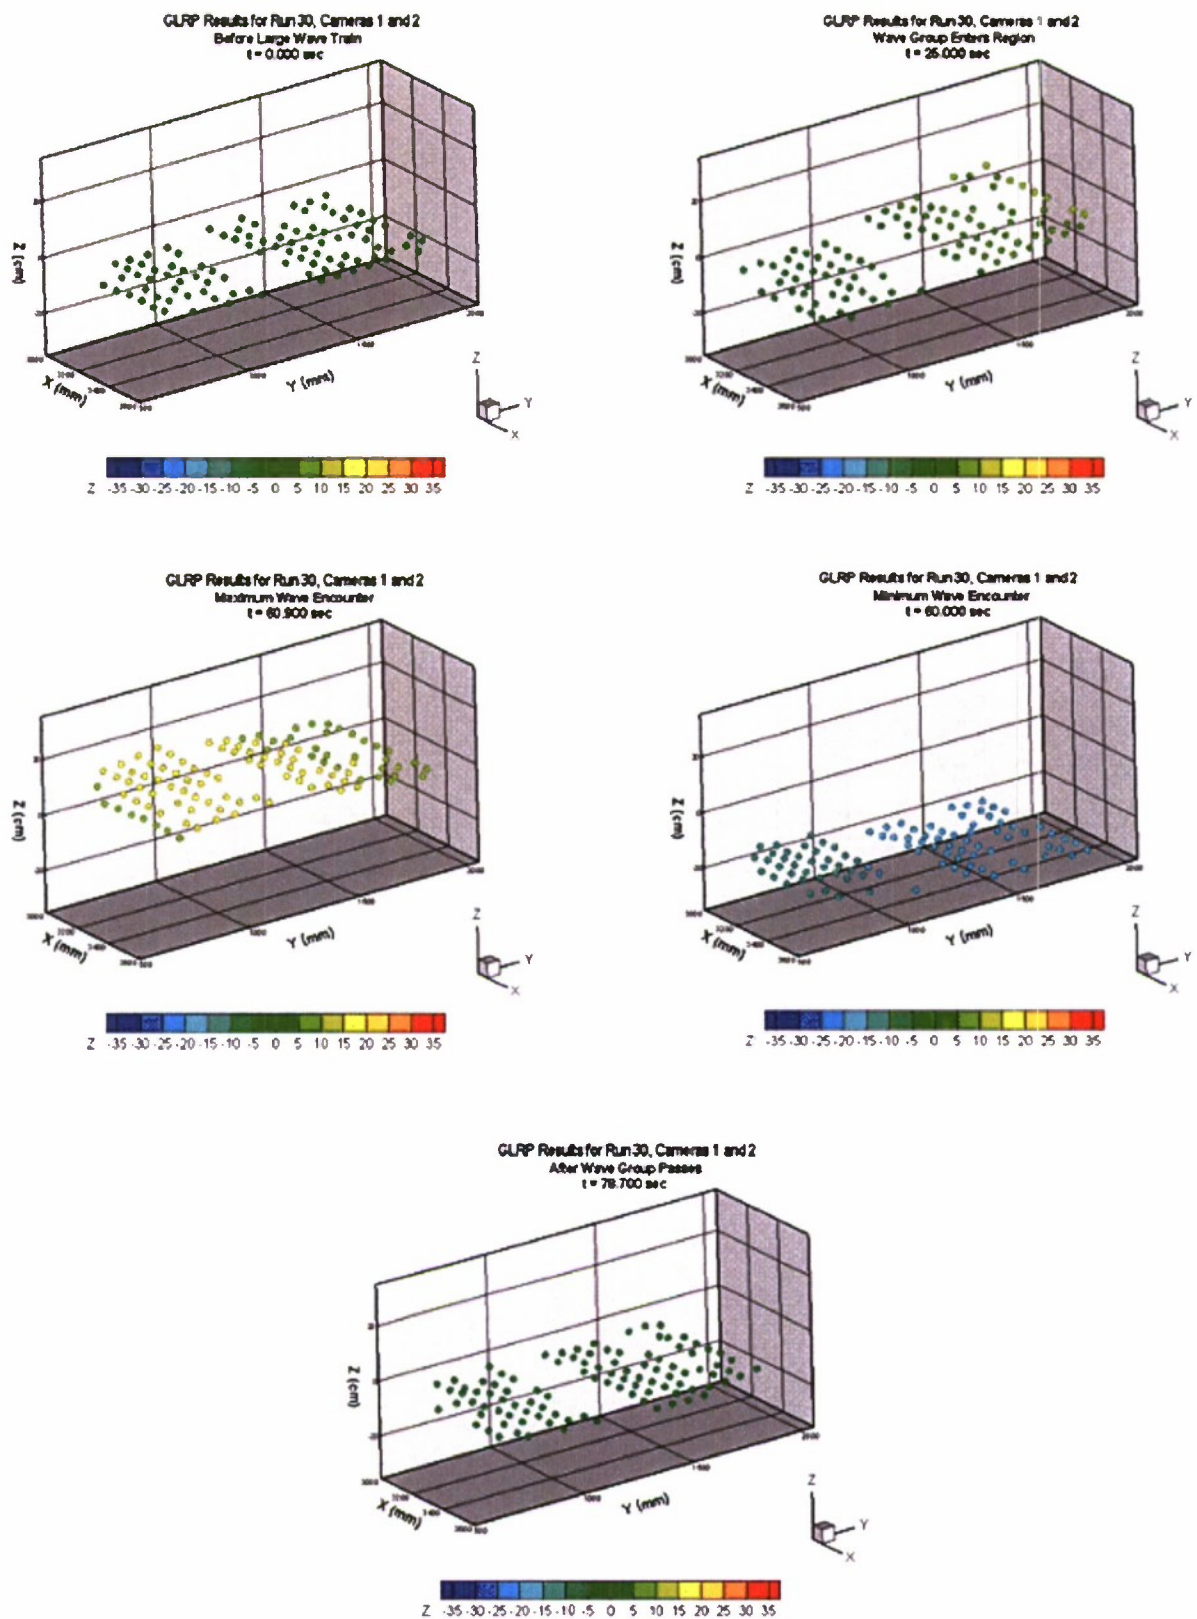 GLRP Results for Run 30, Cameras 1 and 2
Before Large Wave Train
t = 0.000 sec
Z (cm)
X (mm)
Y (mm)
Z
Y
X
Z -35 -30 -25 -20 -15 -10 -5 0 5 10 15 20 25 30 35
GLRP Results for Run 30, Cameras 1 and 2
Wave Group Enters Region
t = 25.000 sec
Z (cm)
X (mm)
Y (mm)
Z
Y
X
Z -35 -30 -25 -20 -15 -10 -5 0 5 10 15 20 25 30 35
GLRP Results for Run 30, Cameras 1 and 2
Maximum Wave Encounter
t = 60.900 sec
Z (cm)
X (mm)
Y (mm)
Z
Y
X
Z -35 -30 -25 -20 -15 -10 -5 0 5 10 15 20 25 30 35
GLRP Results for Run 30, Cameras 1 and 2
Minimum Wave Encounter
t = 60.000 sec
Z (cm)
X (mm)
Y (mm)
Z
Y
X
Z -35 -30 -25 -20 -15 -10 -5 0 5 10 15 20 25 30 35
GLRP Results for Run 30, Cameras 1 and 2
After Wave Group Passes
t = 78.700 sec
Z (cm)
X (mm)
Y (mm)
Z
Y
X
Z -35 -30 -25 -20 -15 -10 -5 0 5 10 15 20 25 30 35